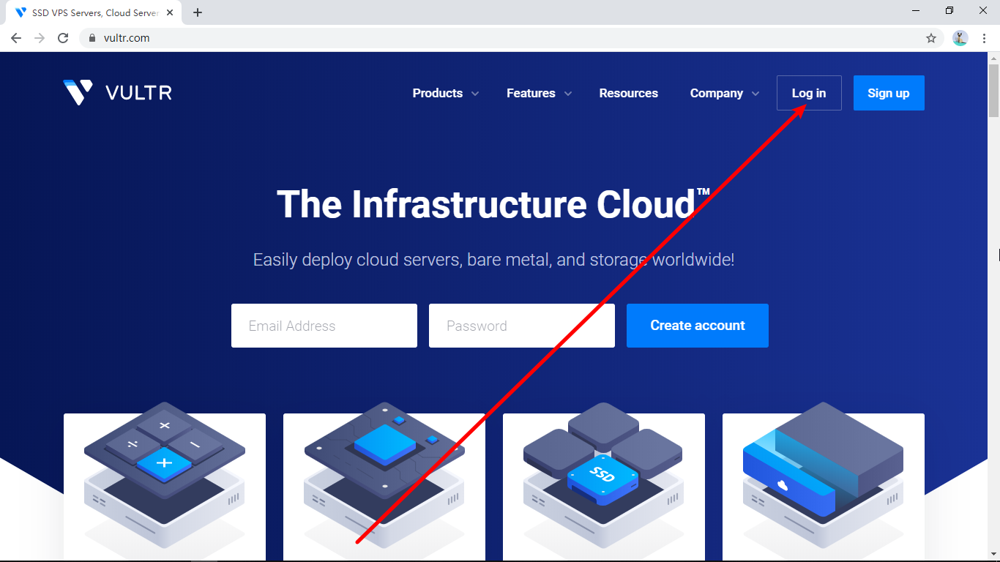 SSD VPS Servers, Cloud Server
vultr.com
VULTR
Products
Features
Resources
Company
Log in
Sign up
The Infrastructure Cloud™
Easily deploy cloud servers, bare metal, and storage worldwide!
Email Address
Password
Create account
SSD